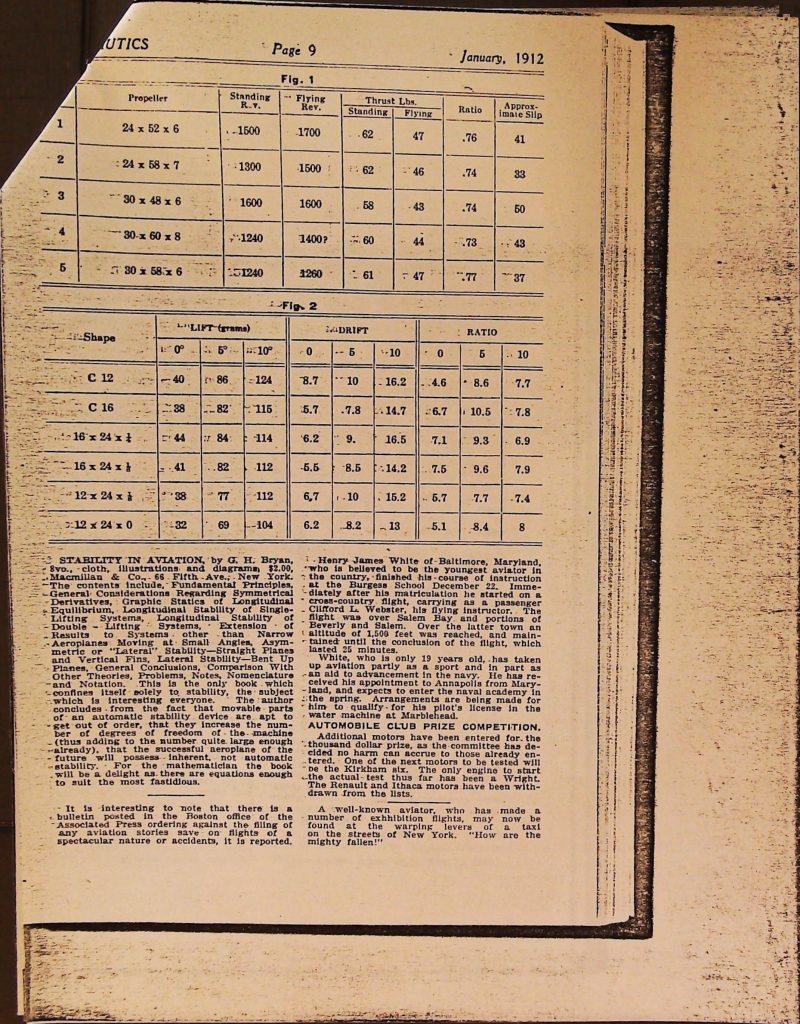 UTICS Page 9 January, 1912
Fig. 1
Propeller Standing Rev. Flying Rev. Thrust Lbs. Standing Flying Ratio Approximate Slip
1 24 x 52 x 6 1500 1700 62 47 .76 41
2 24 x 58 x 7 1300 1500 62 46 .74 33
3 30 x 48 x 6 1600 1600 58 43 .74 50
4 30 x 60 x 8 1240 1400? 60 44 .73 43
5 30 x 58 x 6 1240 1260 61 47 .77 37
Fig. 2
Shape LIFT (grams) DRIFT RATIO
0° 5° 10° 0 5 10 0 5 10
C 12 40 86 124 8.7 10 16.2 4.6 8.6 7.7
C 16 38 82 115 5.7 7.8 14.7 6.7 10.5 7.8
16 x 24 x 44 84 114 6.2 9. 16.5 7.1 9.3 6.9
16 x 24 x 41 82 112 5.5 8.5 14.2 7.5 9.6 7.9
12 x 24 x 38 77 112 6.7 10 15.2 5.7 7.7 7.4
12 x 24 x 0 32 69 104 6.2 8.2 13 5.1 8.4 8
STABILITY IN AVIATION, by G. H. Bryan,
8vo., cloth, illustrations and diagrams, $2.00,
Macmillan & Co., 66 Fifth Ave., New York.
The contents include, Fundamental Principles,
General Considerations Regarding Symmetrical
Derivatives, Graphic Statics of Longitudinal
Equilibrium, Longitudinal Stability of Single-
Lifting Systems, Longitudinal Stability of
Double-Lifting Systems, Extension of
Results to Systems other than Narrow
Aeroplanes Moving at Small Angles, Asym-
metric or "Lateral" Stability—Straight Planes
and Vertical Fins, Lateral Stability—Bent Up
Planes, General Conclusions, Comparison With
Other Theories, Problems, Notes, Nomenclature
and Notation. This is the only book which
confines itself solely to stability, the subject
which is interesting everyone. The author
concludes from the fact that movable parts
of an automatic stability device are apt to
get out of order, that they increase the num-
ber of degrees of freedom of the machine
(thus adding to the number quite large enough
already), that the successful aeroplane of the
future will possess inherent, not automatic
stability. For the mathematician the book
will be a delight as there are equations enough
to suit the most fastidious.
It is interesting to note that there is a
bulletin posted in the Boston office of the
Associated Press ordering against the filing of
any aviation stories save on flights of a
spectacular nature or accidents, it is reported.
Henry James White of Baltimore, Maryland,
who is believed to be the youngest aviator in
the country, finished his course of instruction
at the Burgess School December 22. Imme-
diately after his matriculation he started on a
cross-country flight, carrying as a passenger
Clifford L. Webster, his flying instructor. The
flight was over Salem Bay and portions of
Beverly and Salem. Over the latter town an
altitude of 1,500 feet was reached, and main-
tained until the conclusion of the flight, which
lasted 25 minutes.
White, who is only 19 years old, has taken
up aviation partly as a sport and in part as
an aid to advancement in the navy. He has re-
ceived his appointment to Annapolis from Mary-
land, and expects to enter the naval academy in
the spring. Arrangements are being made for
him to qualify for his pilot's license in the
water machine at Marblehead.
AUTOMOBILE CLUB PRIZE COMPETITION.
Additional motors have been entered for the
thousand dollar prize, as the committee has de-
cided no harm can accrue to those already en-
tered. One of the next motors to be tested will
be the Kirkham six. The only engine to start
the actual test thus far has been a Wright.
The Renault and Ithaca motors have been with-
drawn from the lists.
A well-known aviator, who has made a
number of exhibition flights, may now be
found at the warping levers of a taxi
on the streets of New York. "How are the
mighty fallen!"